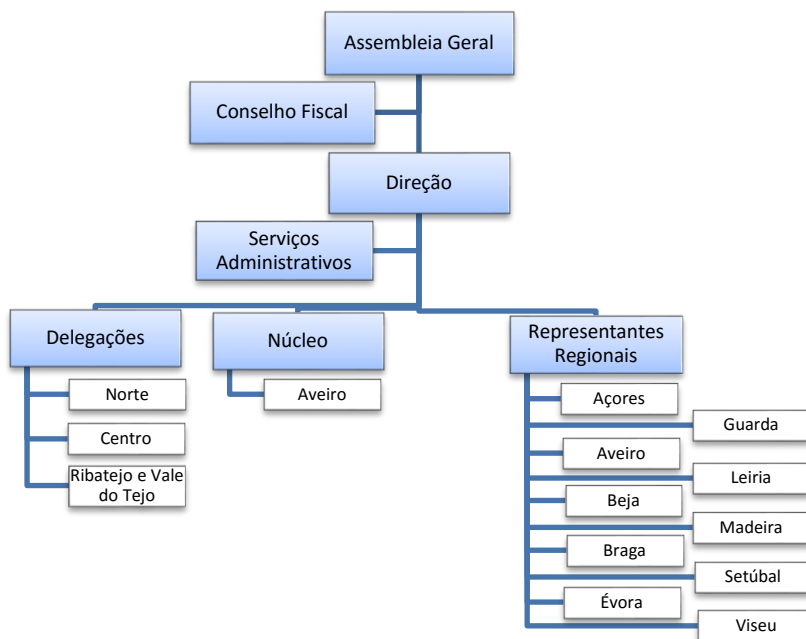 Assembleia Geral
Conselho Fiscal
Direção
Serviços
Administrativos
Delegações
Norte
Centro
Ribatejo e Vale
do Tejo
Núcleo
Aveiro
Representantes
Regionais
Açores
Guarda
Aveiro
Leiria
Beja
Madeira
Braga
Setúbal
Évora
Viseu